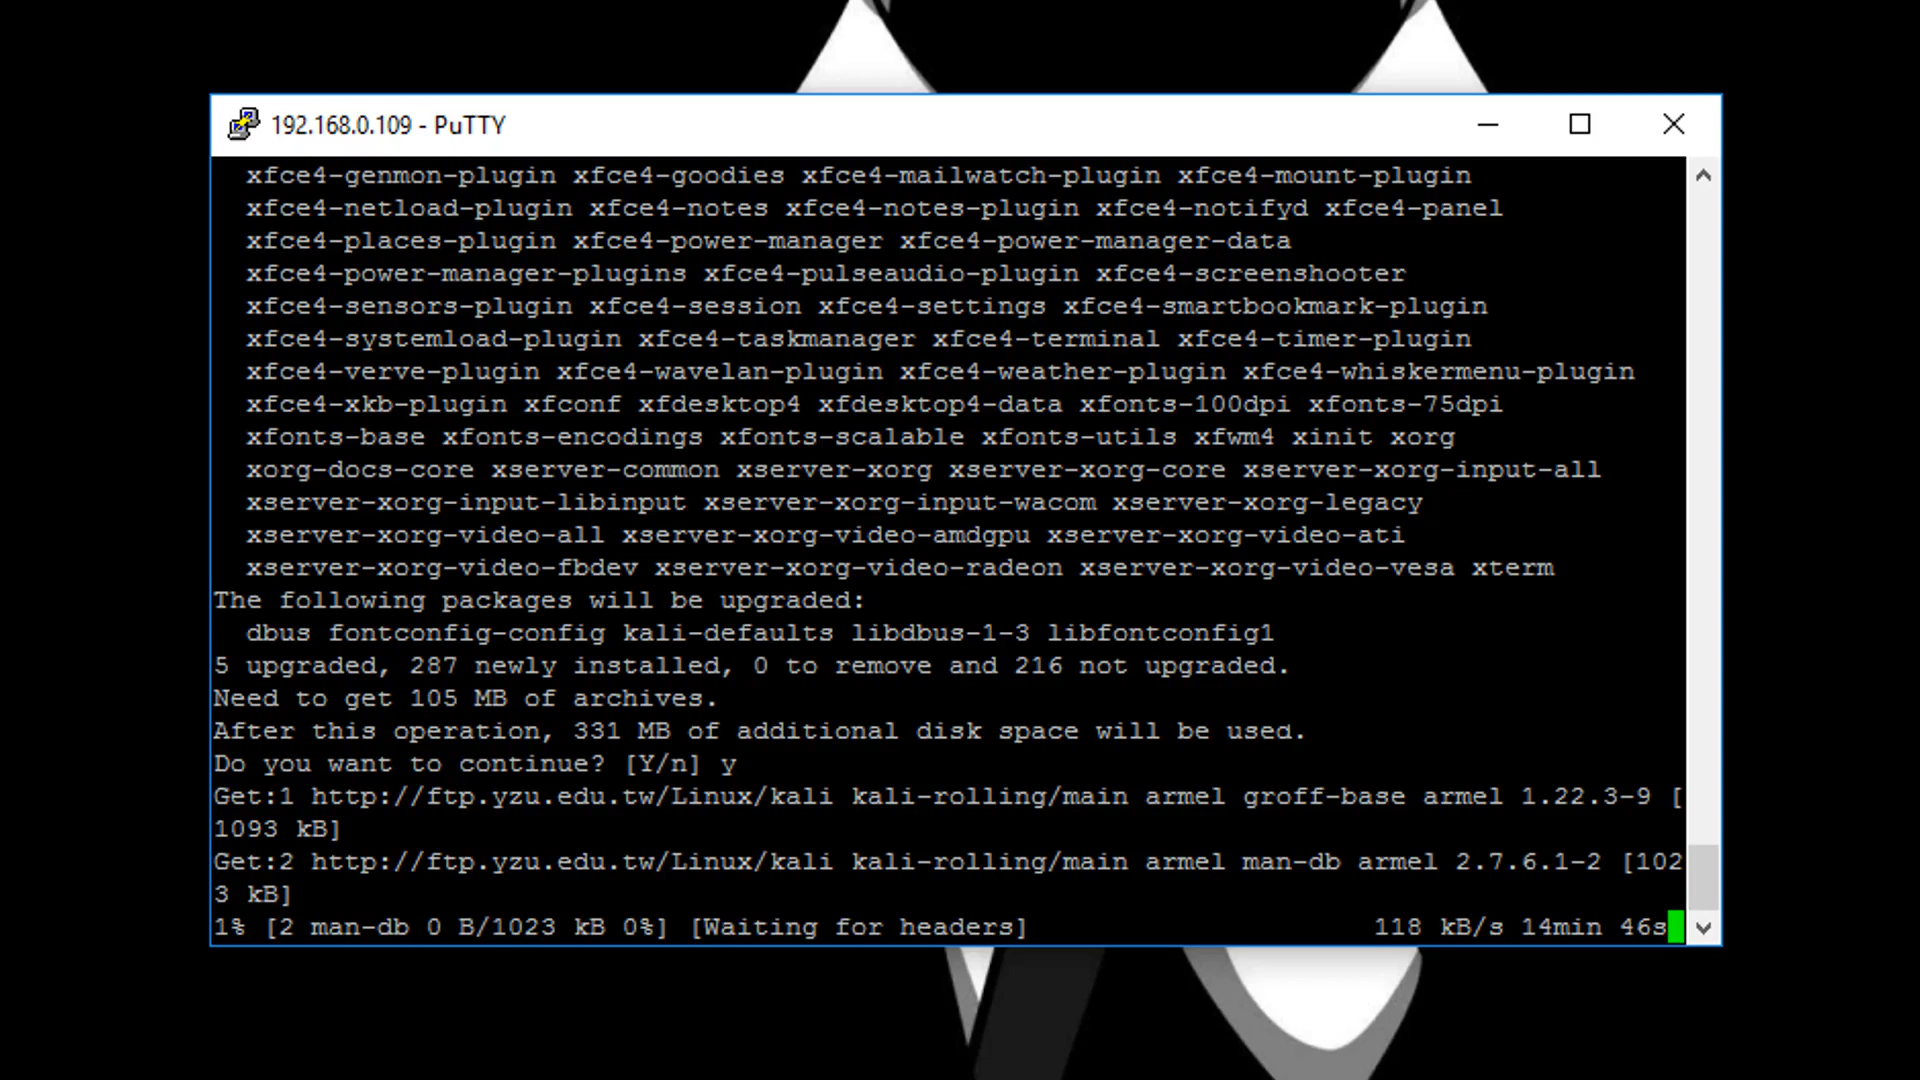 192.168.0.109 - PuTTY
xfce4-genmon-plugin xfce4-goodies xfce4-mailwatch-plugin xfce4-mount-plugin
xfce4-netload-plugin xfce4-notes xfce4-notes-plugin xfce4-notifyd xfce4-panel
xfce4-places-plugin xfce4-power-manager xfce4-power-manager-data
xfce4-power-manager-plugins xfce4-pulseaudio-plugin xfce4-screenshooter
xfce4-sensors-plugin xfce4-session xfce4-settings xfce4-smartbookmark-plugin
xfce4-systemload-plugin xfce4-taskmanager xfce4-terminal xfce4-timer-plugin
xfce4-verve-plugin xfce4-wavelan-plugin xfce4-weather-plugin xfce4-whiskermenu-plugin
xfce4-xkb-plugin xfconf xfdesktop4 xfdesktop4-data xfonts-100dpi xfonts-75dpi
xfonts-base xfonts-encodings xfonts-scalable xfonts-utils xfwm4 xinit xorg
xorg-docs-core xserver-common xserver-xorg xserver-xorg-core xserver-xorg-input-all
xserver-xorg-input-libinput xserver-xorg-input-wacom xserver-xorg-legacy
xserver-xorg-video-all xserver-xorg-video-amdgpu xserver-xorg-video-ati
xserver-xorg-video-fbdev xserver-xorg-video-radeon xserver-xorg-video-vesa xterm
The following packages will be upgraded:
dbus fontconfig-config kali-defaults libdbus-1-3 libfontconfig1
5 upgraded, 287 newly installed, 0 to remove and 216 not upgraded.
Need to get 105 MB of archives.
After this operation, 331 MB of additional disk space will be used.
Do you want to continue? [Y/n] y
Get:1 http://ftp.yzu.edu.tw/Linux/kali kali-rolling/main armel groff-base armel 1.22.3-9 [
1093 kB]
Get:2 http://ftp.yzu.edu.tw/Linux/kali kali-rolling/main armel man-db armel 2.7.6.1-2 [102
3 kB]
1% [2 man-db 0 B/1023 kB 0%] [Waiting for headers] 118 kB/s 14min 46s